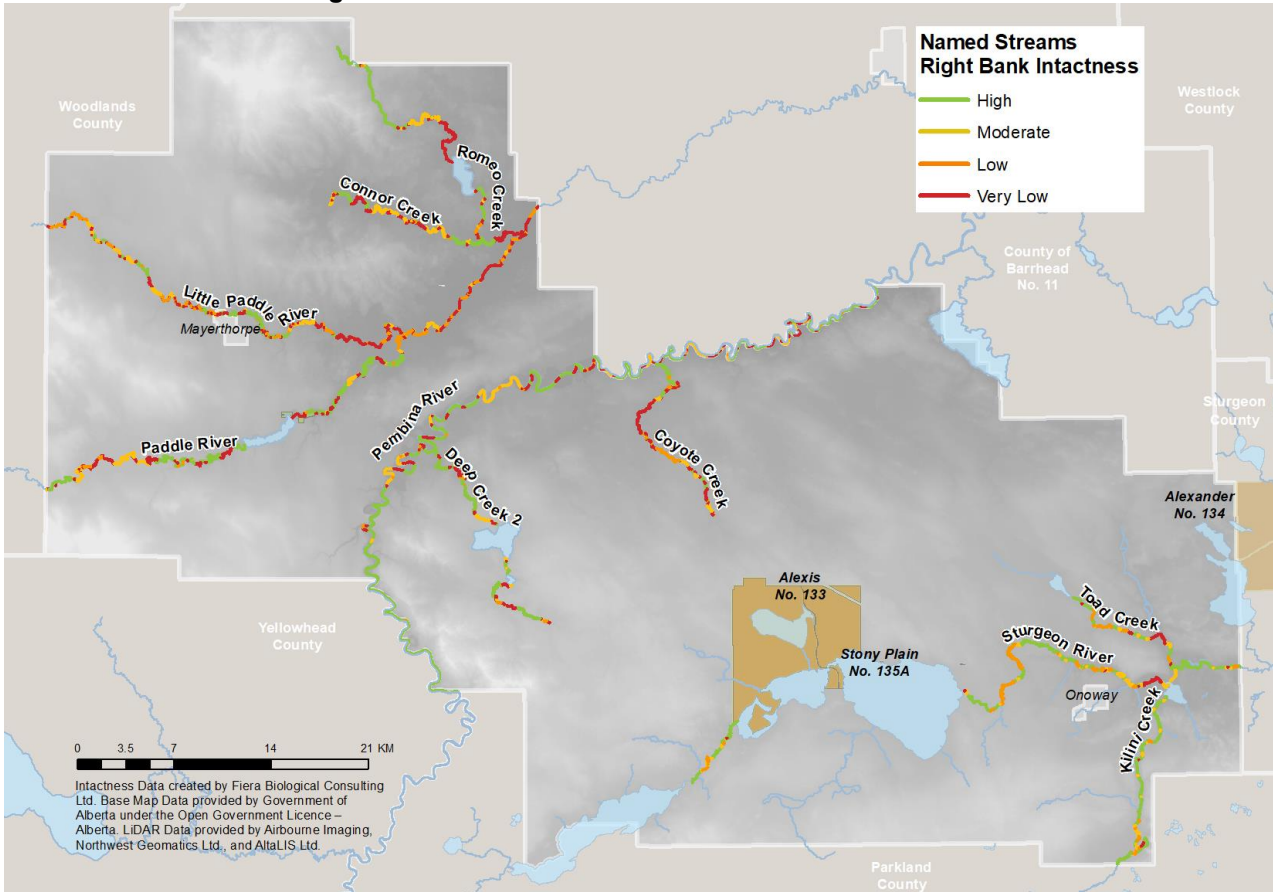 Named Streams
Right Bank Intactness
High
Moderate
Low
Very Low
Woodlands
County
Westlock
County
Romeo Creek
Connor Creek
County of
Barrhead
No. 11
Little Paddle River
Mayerthorpe
Sturgeon
County
Pembina River
Paddle River
Coyote Creek
Deep Creek 2
Alexander
No. 134
Alexis
No. 133
Toad Creek
Yellowhead
County
Sturgeon River
Stony Plain
No. 135A
Onoway
Kilini Creek
0 3.5 7 14 21 KM
Intactness Data created by Fiera Biological Consulting
Ltd. Base Map Data provided by Government of
Alberta under the Open Government Licence –
Alberta. LiDAR Data provided by Airbourne Imaging,
Northwest Geomatics Ltd., and AltaLIS Ltd.
Parkland
County